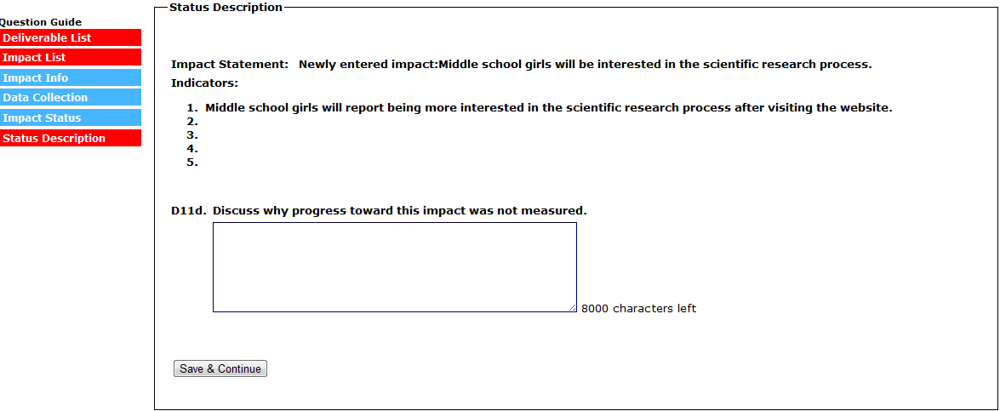 Question Guide
Deliverable List
Impact List
Impact Info
Data Collection
Impact Status
Status Description
Status Description
Impact Statement: Newly entered impact:Middle school girls will be interested in the scientific research process.
Indicators:
1. Middle school girls will report being more interested in the scientific research process after visiting the website.
2.
3.
4.
5.
D11d. Discuss why progress toward this impact was not measured.
8000 characters left
Save & Continue